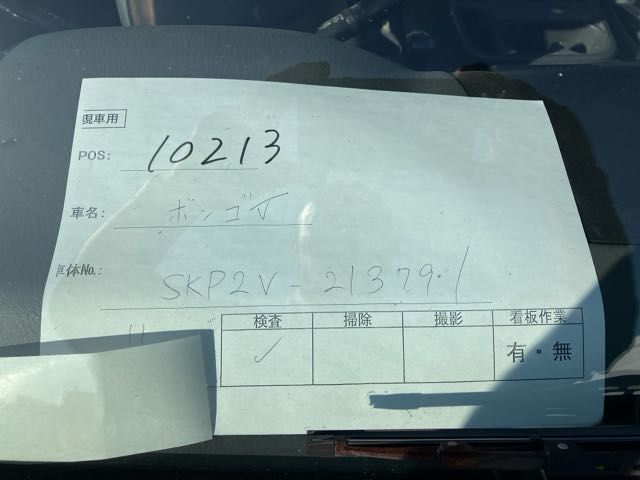 現車用
POS: 10213
車名: ボンゴV
車体No.: SKP2V-213791
検査 掃除 撮影 看板作業
✓ 有・無